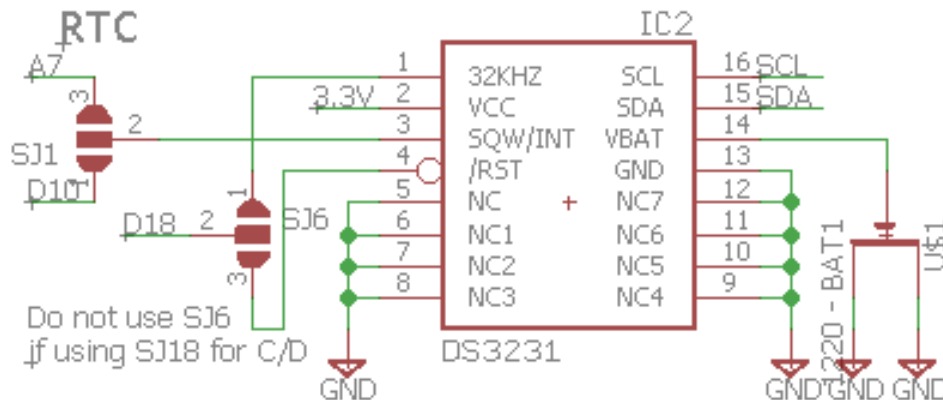 RTC
IC2
A7
3
2
SJ1
1
D10
3.3V
D18
2
1
SJ6
3
Do not use SJ6
if using SJ18 for C/D
1
2
3
4
5
6
7
8
32KHZ
VCC
SQW/INT
/RST
NC
NC1
NC2
NC3
SCL
SDA
VBAT
GND
NC7
NC6
NC5
NC4
16
15
14
13
12
11
10
9
SCL
SDA
DS3231
1220 - BAT1
U$1
GND
GND
GND
GND